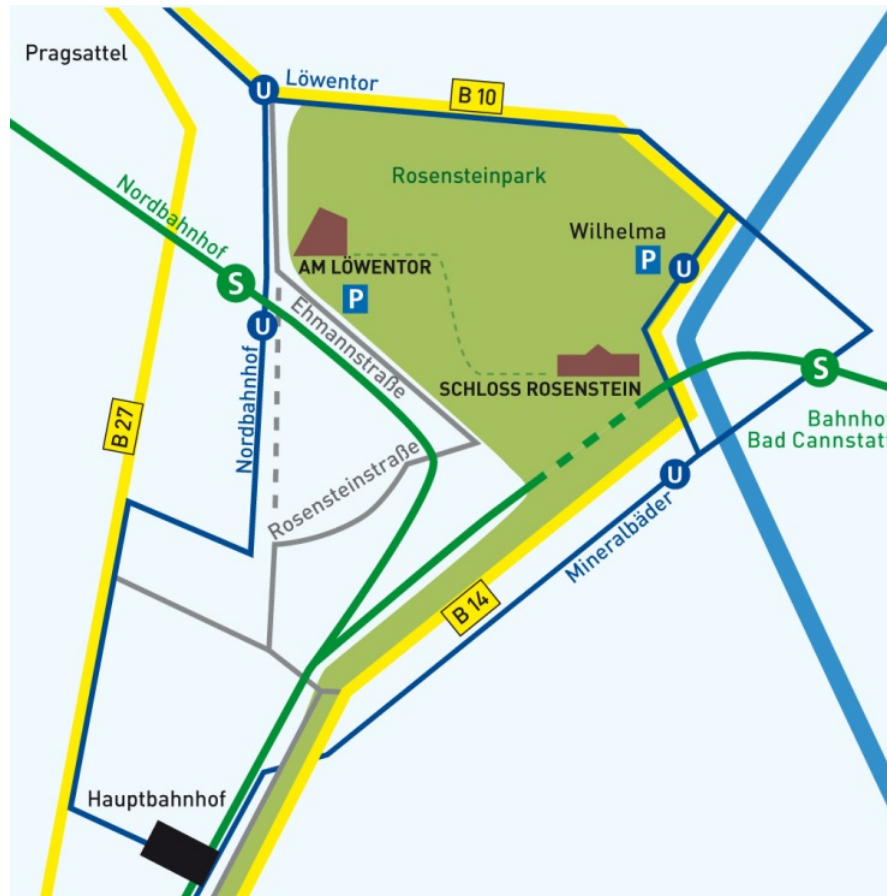 Pragsattel
U
Löwentor
B 10
Nordbahnhof
Rosensteinpark
Wilhelma
P
U
AM LÖWENTOR
P
S
U
Ehmannstraße
SCHLOSS ROSENSTEIN
S
B 27
Nordbahnhof
Rosensteinstraße
Bahnho
Bad Cannstatt
U
Mineralbäder
B 14
Hauptbahnhof